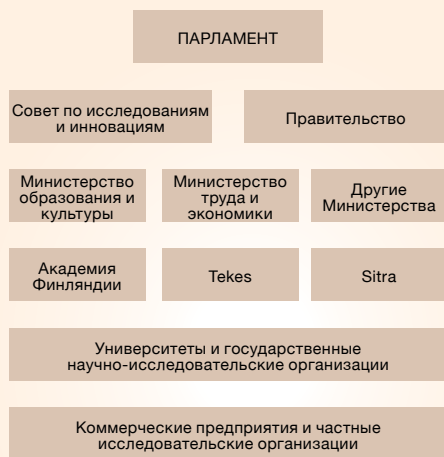 ПАРЛАМЕНТ
Совет по исследованиям
и инновациям
Правительство
Министерство
образования и
культуры
Министерство
труда и
экономики
Другие
Министерства
Академия
Финляндии
Tekes
Sitra
Университеты и государственные
научно-исследовательские организации
Коммерческие предприятия и частные
исследовательские организации